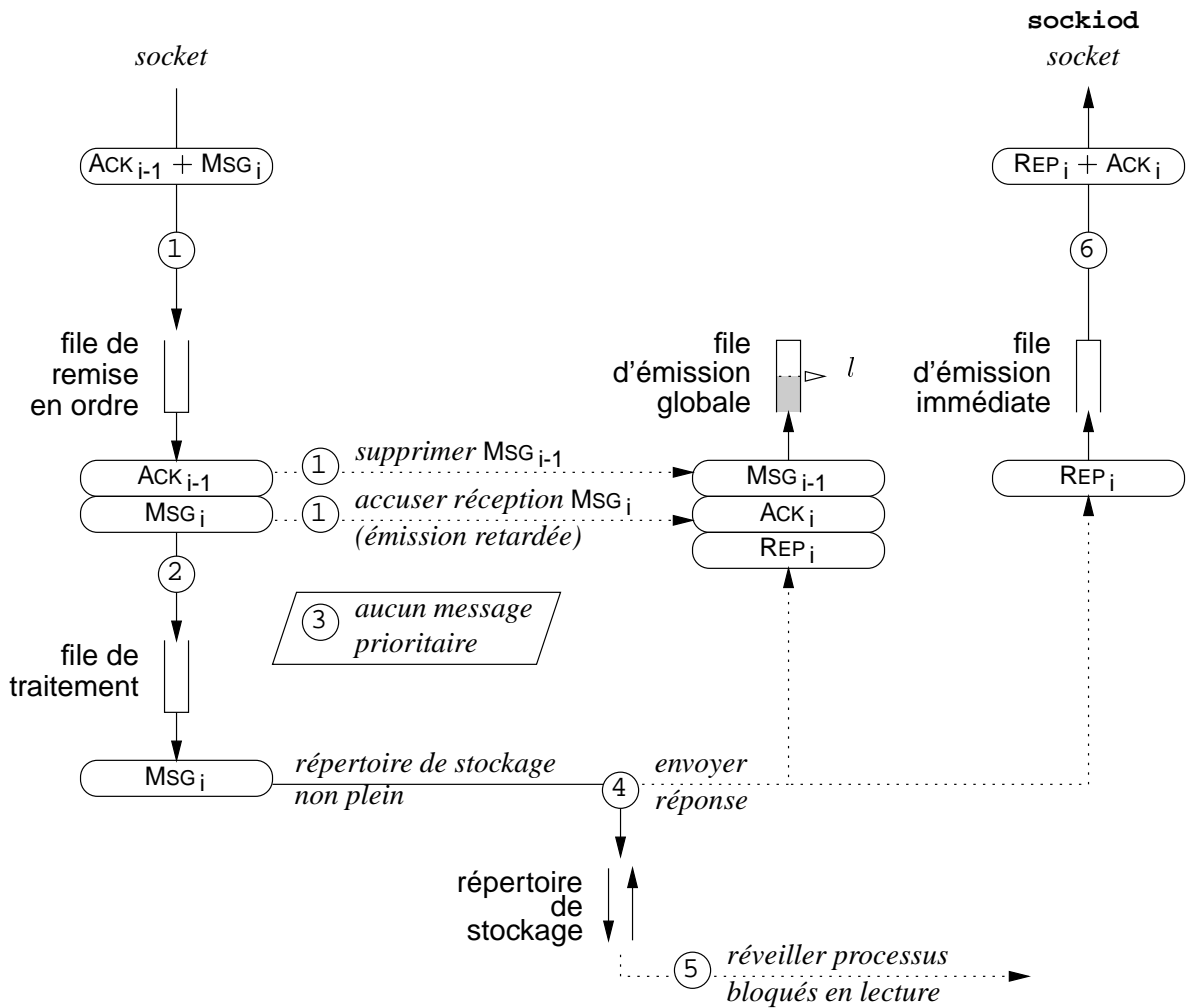 sockiod
socket
socket
ACK i-1 + MSG i
REP i + ACK i
1
6
file de
remise
en ordre
file
d'émission
globale
l
file
d'émission
immédiate
ACK i-1
1
supprimer MSG i-1
MSG i-1
REP i
MSG i
1
accuser réception MSG i
(émission retardée)
ACK i
REP i
2
3
aucun message
prioritaire
file de
traitement
MSG i
répertoire de stockage
non plein
4
envoyer
réponse
répertoire
de
stockage
5
réveiller processus
bloqués en lecture